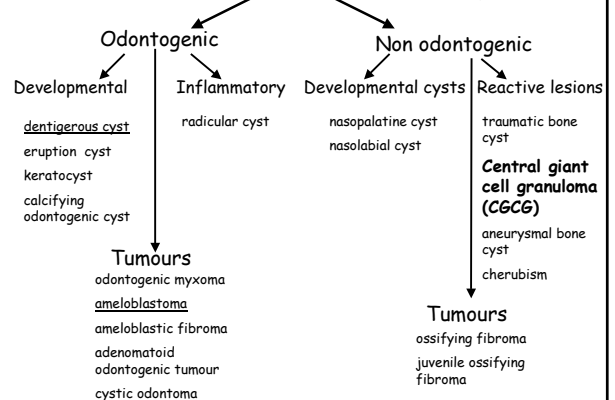 Odontogenic
Non odontogenic
Developmental
Inflammatory
Developmental cysts
Reactive lesions
dentigerous cyst
eruption cyst
keratocyst
calcifying
odontogenic cyst
radicular cyst
nasopalatine cyst
nasolabial cyst
traumatic bone
cyst
Central giant
cell granuloma
(CGCG)
aneurysmal bone
cyst
cherubism
Tumours
odontogenic myxoma
ameloblastoma
ameloblastic fibroma
adenomatoid
odontogenic tumour
cystic odontoma
Tumours
ossifying fibroma
juvenile ossifying
fibroma